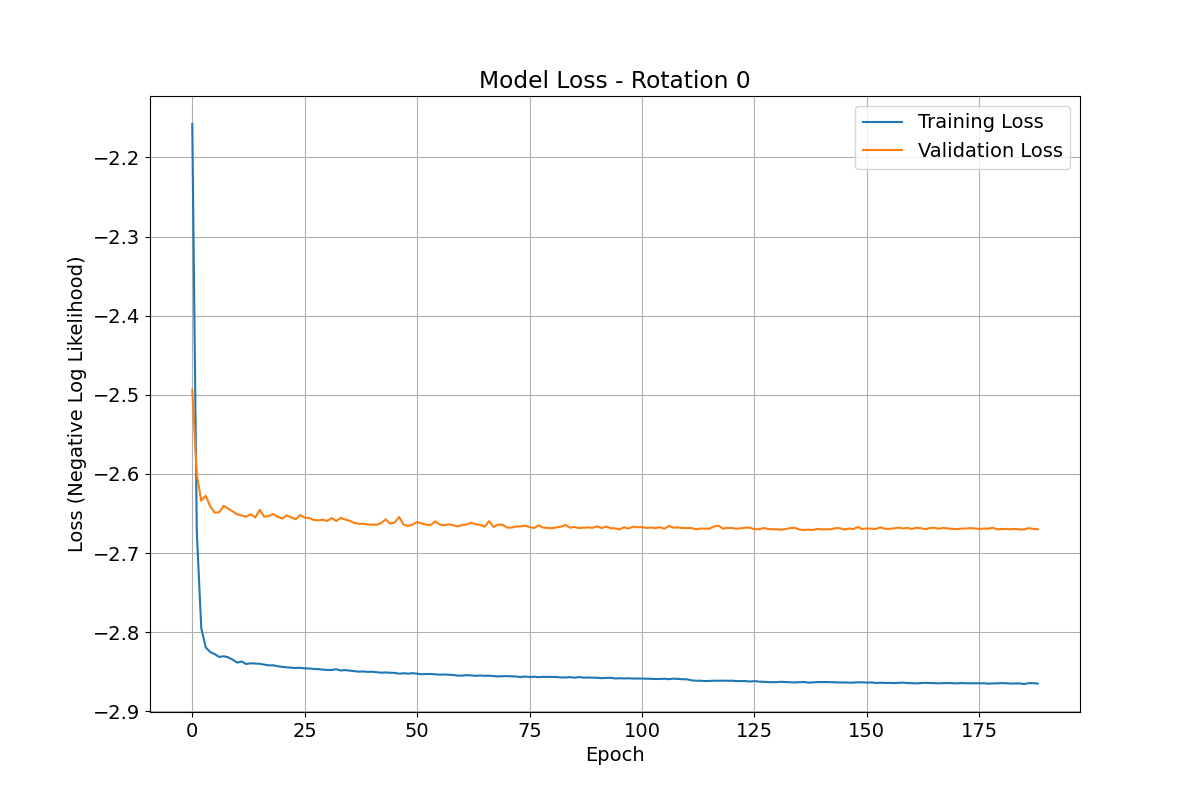 Model Loss - Rotation 0
Training Loss
Validation Loss
Loss (Negative Log Likelihood)
−2.2
−2.3
−2.4
−2.5
−2.6
−2.7
−2.8
−2.9
0 25 50 75 100 125 150 175
Epoch